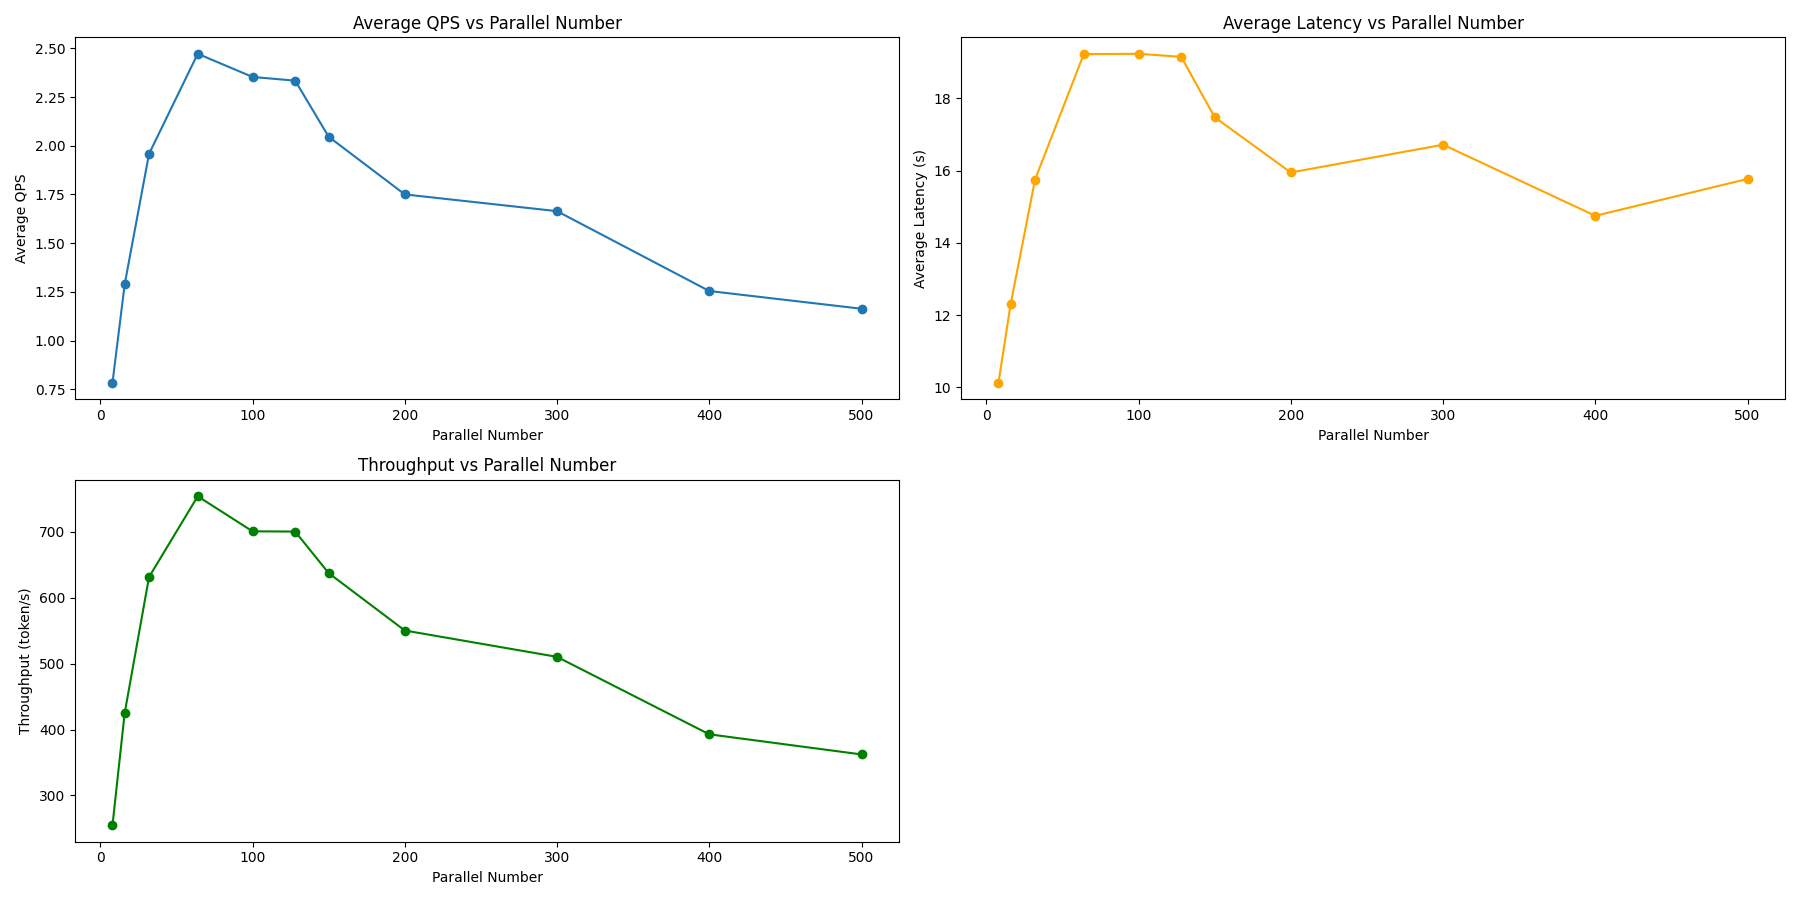 Average QPS vs Parallel Number
Average QPS
2.50
2.25
2.00
1.75
1.50
1.25
1.00
0.75
0 100 200 300 400 500
Parallel Number
Average Latency vs Parallel Number
Average Latency (s)
18
16
14
12
10
0 100 200 300 400 500
Parallel Number
Throughput vs Parallel Number
Throughput (token/s)
700
600
500
400
300
0 100 200 300 400 500
Parallel Number